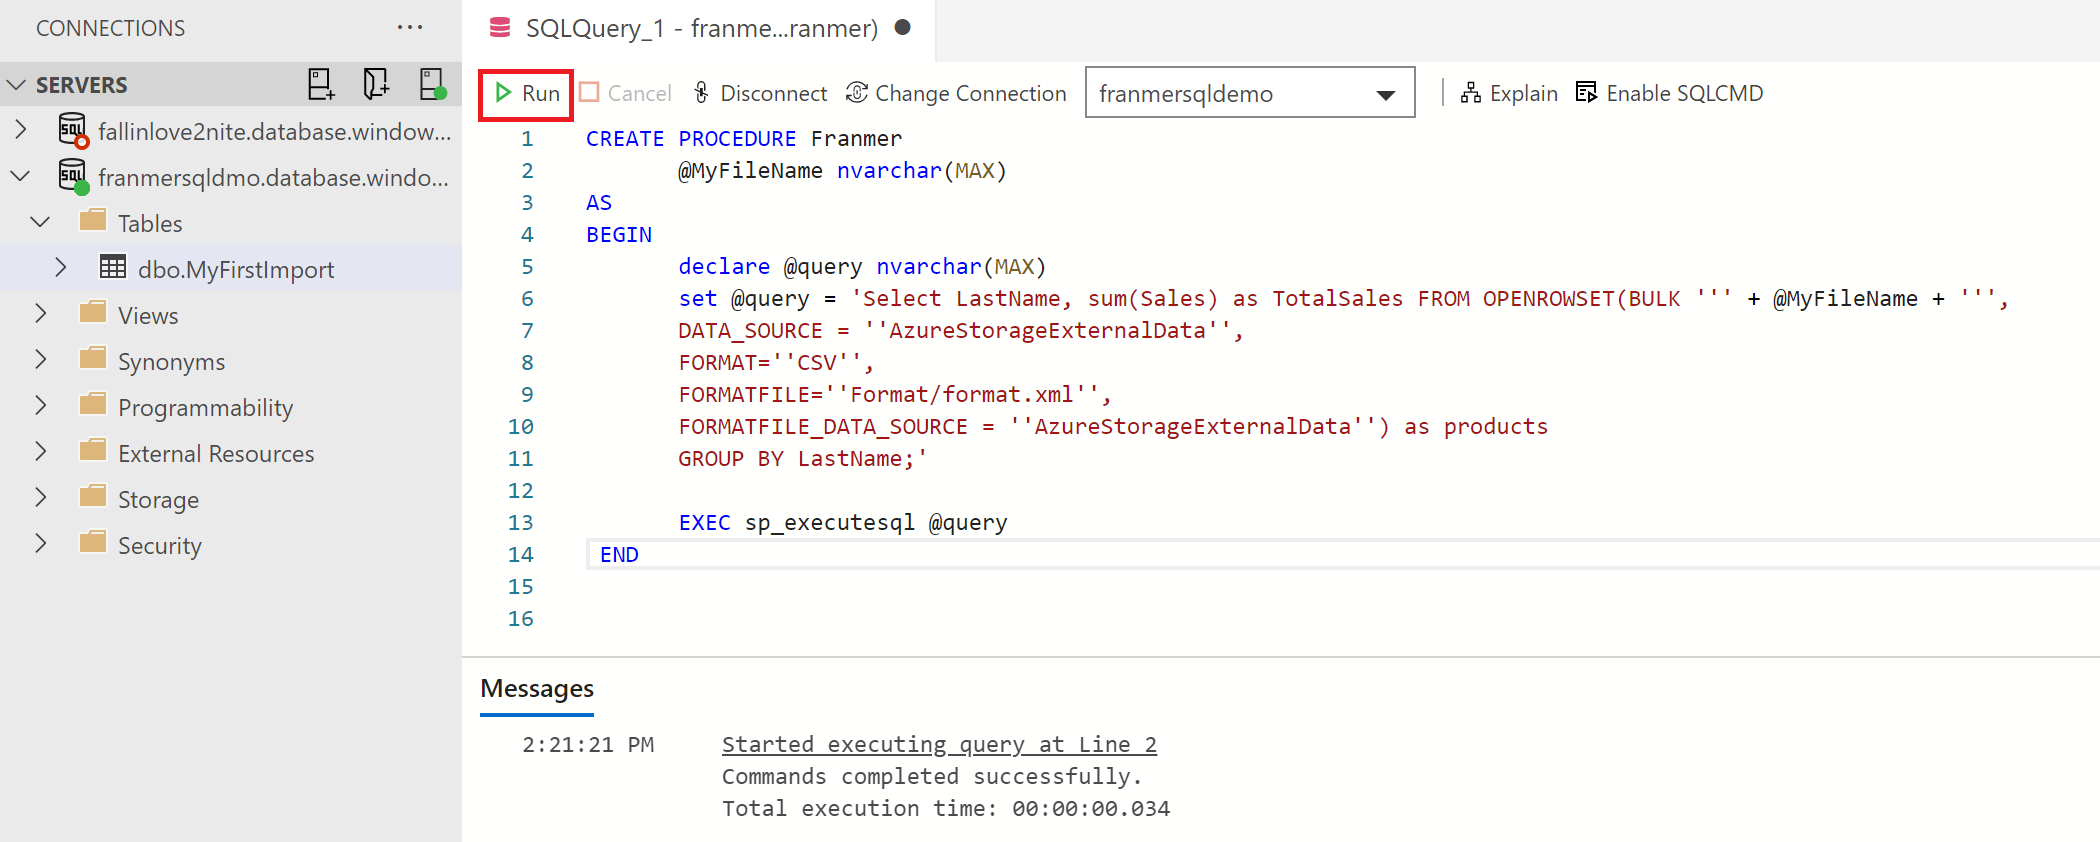 CONNECTIONS ...
SERVERS
fallinlove2nite.database.window...
franmersqldmo.database.windo...
Tables
dbo.MyFirstImport
Views
Synonyms
Programmability
External Resources
Storage
Security
SQLQuery_1 - franme...ranmer)
Run Cancel Disconnect Change Connection franmersqldemo Explain Enable SQLCMD
1 CREATE PROCEDURE Franmer
2 @MyFileName nvarchar(MAX)
3 AS
4 BEGIN
5 declare @query nvarchar(MAX)
6 set @query = 'Select LastName, sum(Sales) as TotalSales FROM OPENROWSET(BULK ''' + @MyFileName + ''',
7 DATA_SOURCE = ''AzureStorageExternalData'',
8 FORMAT=''CSV'',
9 FORMATFILE=''Format/format.xml'',
10 FORMATFILE_DATA_SOURCE = ''AzureStorageExternalData'') as products
11 GROUP BY LastName;'
12
13 EXEC sp_executesql @query
14 END
15
16
Messages
2:21:21 PM Started executing query at Line 2
Commands completed successfully.
Total execution time: 00:00:00.034